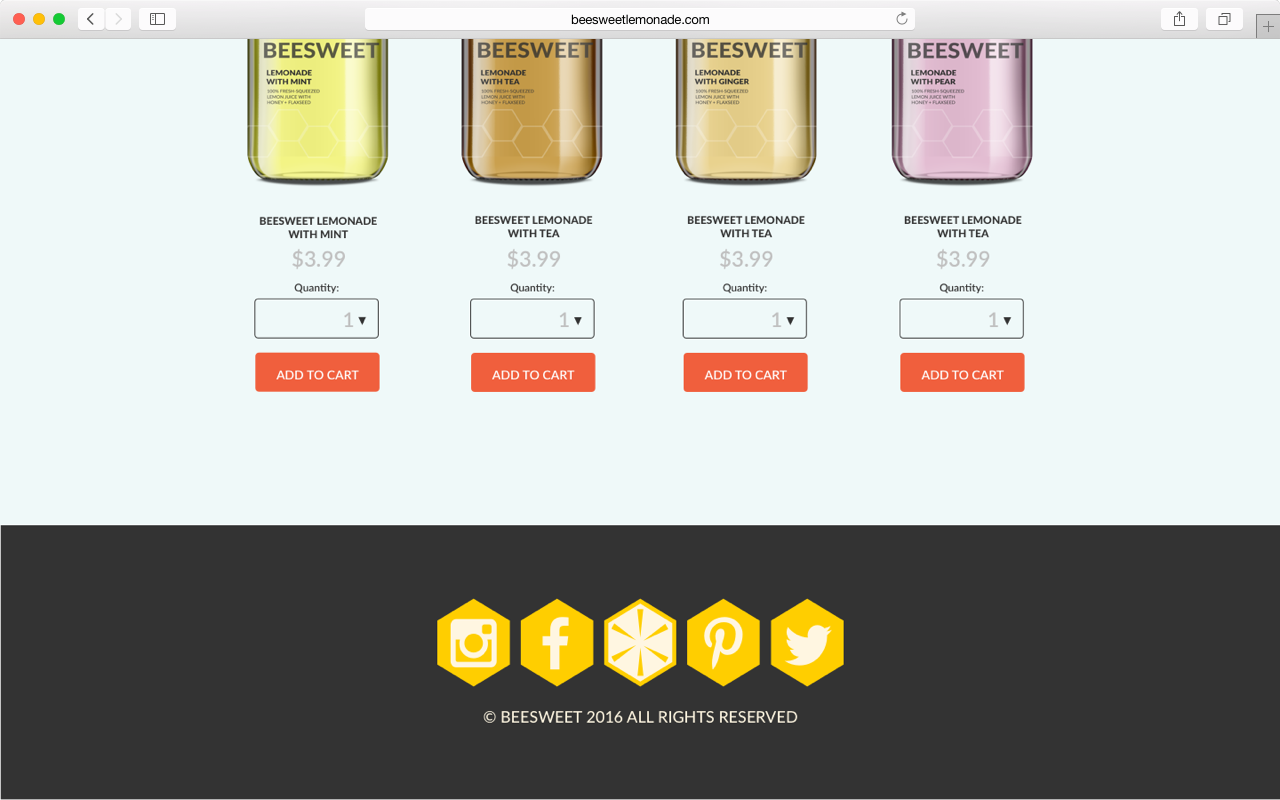 beesweetlemonade.com
BEESWEET
LEMONADE
WITH MINT
100% FRESH SQUEEZED
LEMON JUICE WITH
HONEY + FLAXSEED
BEESWEET
LEMONADE
WITH TEA
100% FRESH SQUEEZED
LEMON JUICE WITH
HONEY + FLAXSEED
BEESWEET
LEMONADE
WITH GINGER
100% FRESH SQUEEZED
LEMON JUICE WITH
HONEY + FLAXSEED
BEESWEET
LEMONADE
WITH PEAR
100% FRESH SQUEEZED
LEMON JUICE WITH
HONEY + FLAXSEED
BEESWEET LEMONADE
WITH MINT
$3.99
Quantity:
1
ADD TO CART
BEESWEET LEMONADE
WITH TEA
$3.99
Quantity:
1
ADD TO CART
BEESWEET LEMONADE
WITH TEA
$3.99
Quantity:
1
ADD TO CART
BEESWEET LEMONADE
WITH TEA
$3.99
Quantity:
1
ADD TO CART
© BEESWEET 2016 ALL RIGHTS RESERVED